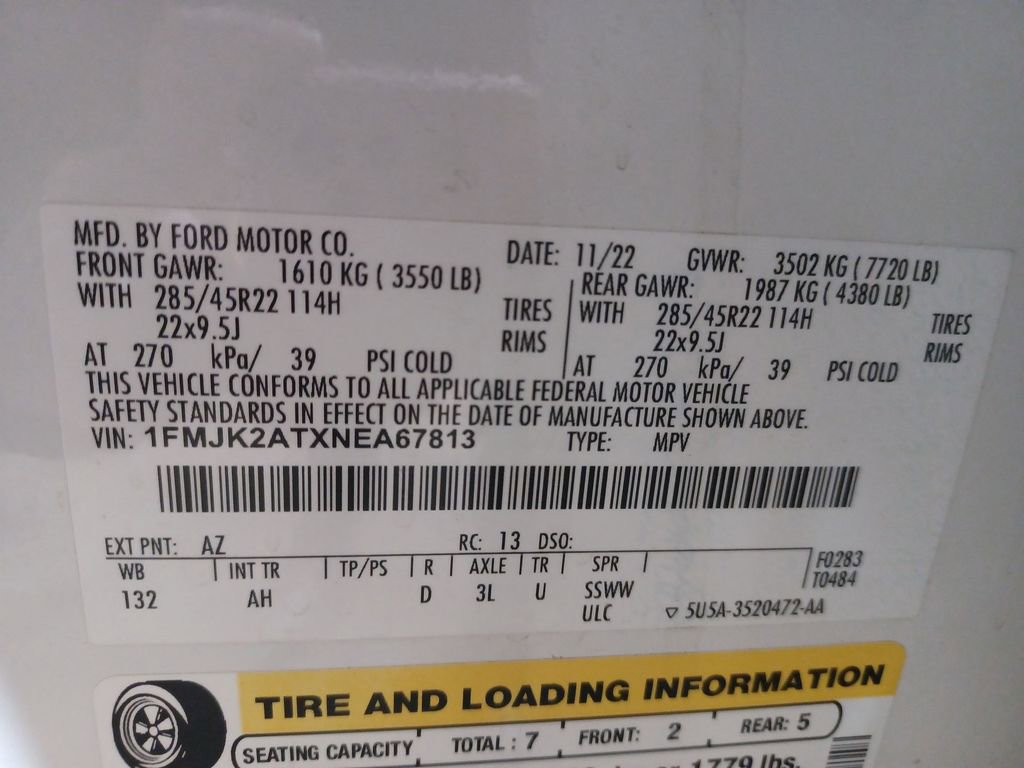 MFD. BY FORD MOTOR CO.
DATE: 11/22 GVWR: 3502 KG ( 7720 LB)
FRONT GAWR: 1610 KG ( 3550 LB)
REAR GAWR: 1987 KG ( 4380 LB)
WITH 285/45R22 114H TIRES
WITH 285/45R22 114H TIRES
22x9.5J RIMS
22x9.5J RIMS
AT 270 kPa/ 39 PSI COLD
AT 270 kPa/ 39 PSI COLD
THIS VEHICLE CONFORMS TO ALL APPLICABLE FEDERAL MOTOR VEHICLE
SAFETY STANDARDS IN EFFECT ON THE DATE OF MANUFACTURE SHOWN ABOVE.
VIN: 1FMJK2ATXNEA67813 TYPE: MPV
EXT PNT: AZ RC: 13 DSO:
WB INT TR TP/PS R AXLE TR SPR F0283
T0484
132 AH D 3L U SSWW
ULC ▽ 5U5A-3520472-AA
TIRE AND LOADING INFORMATION
SEATING CAPACITY TOTAL : 7 FRONT: 2 REAR: 5
1779 lbs.